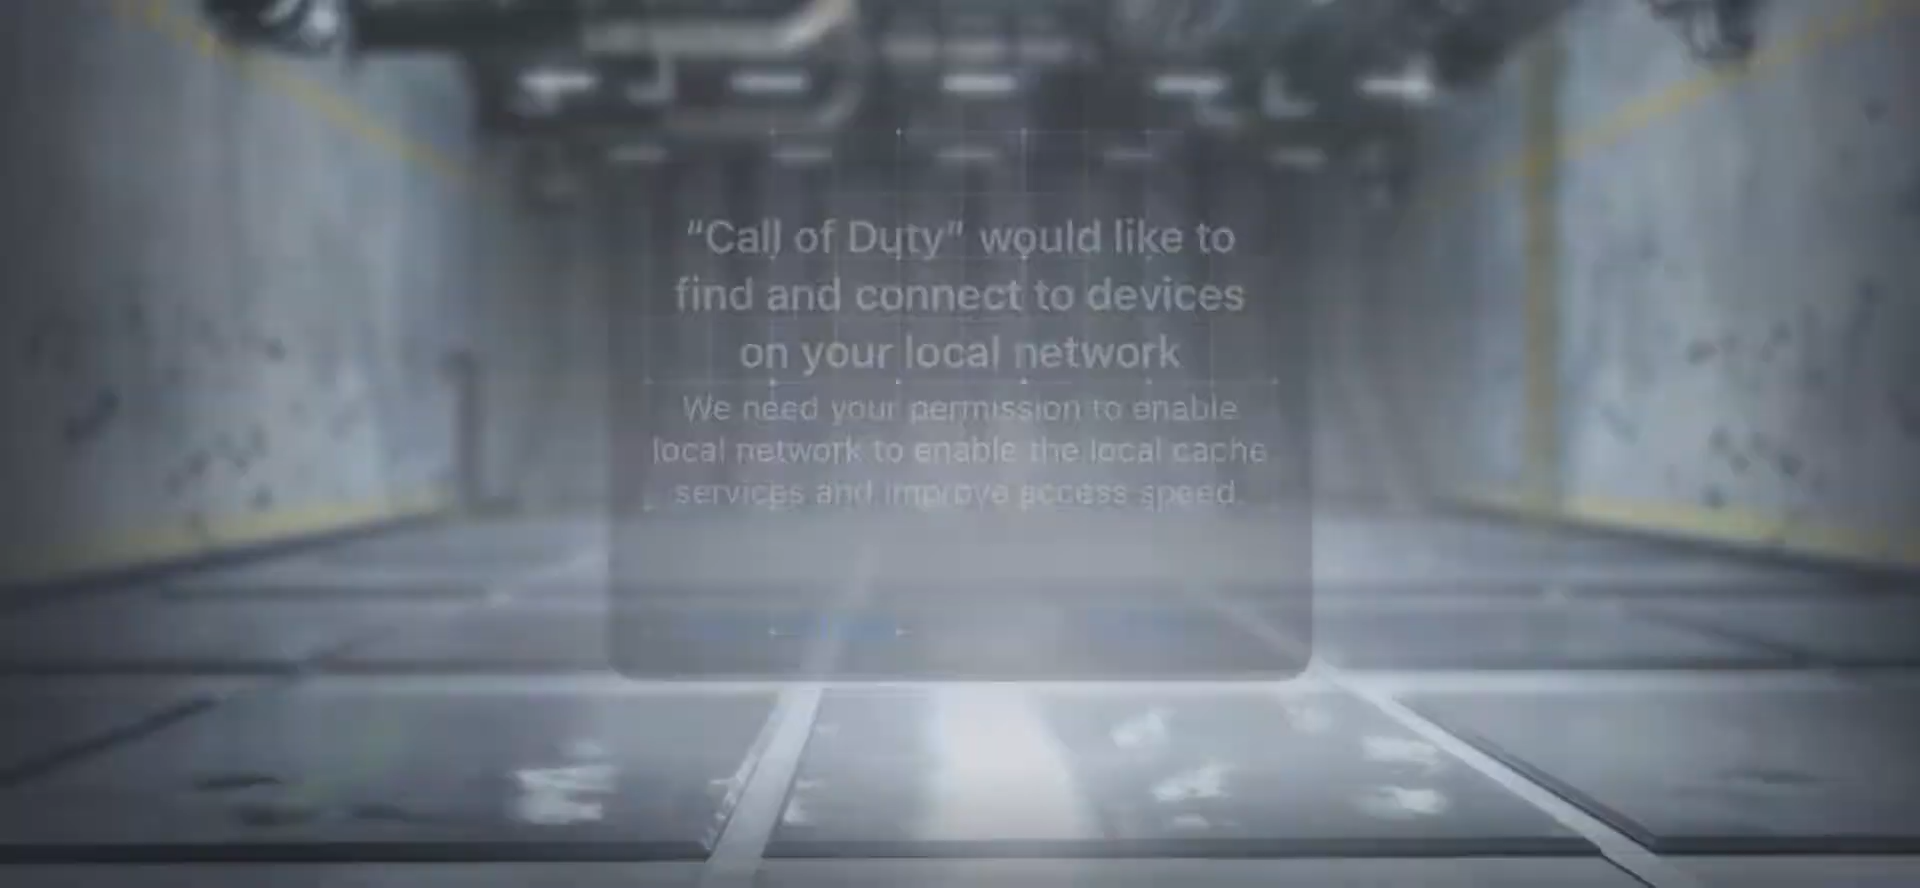 “Call of Duty” would like to
find and connect to devices
on your local network
We need your permission to enable
local network to enable the local cache
services and improve access speed.